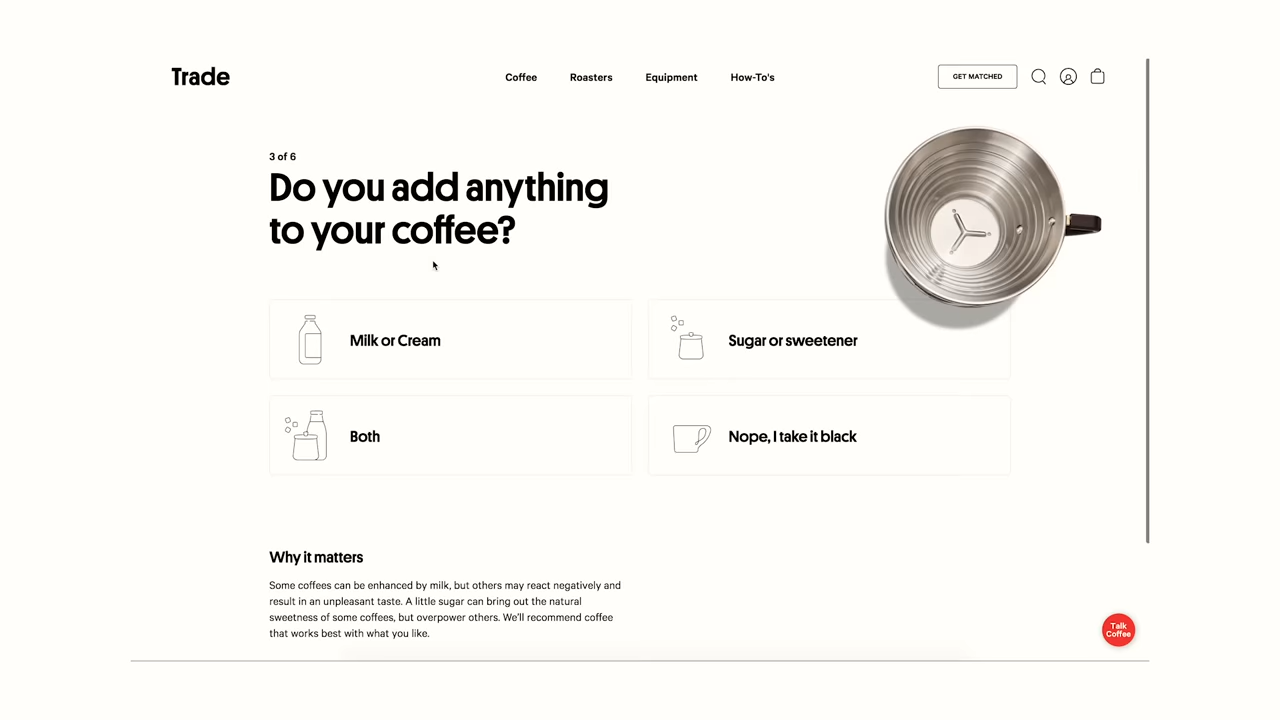 Trade
Coffee
Roasters
Equipment
How-To's
GET MATCHED
3 of 6
Do you add anything
to your coffee?
Milk or Cream
Sugar or sweetener
Both
Nope, I take it black
Why it matters
Some coffees can be enhanced by milk, but others may react negatively and
result in an unpleasant taste. A little sugar can bring out the natural
sweetness of some coffees, but overpower others. We'll recommend coffee
that works best with what you like.
Talk
Coffee